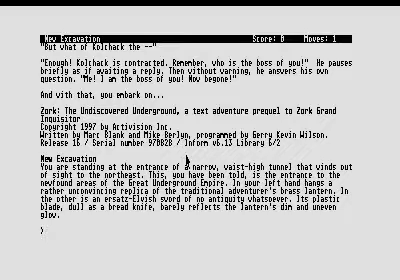 New Excavation Score: 0 Moves: 1
"But what of Kolchack the --"
"Enough! Kolchack is contracted. Remember, who is the boss of you!" He pauses
briefly as if awaiting a reply. Then without warning, he answers his own
question. "Me! I am the boss of you! Now begone!"
And with that, you embark on...
Zork: The Undiscovered Underground, a text adventure prequel to Zork Grand
Inquisitor
Copyright 1997 by Activision Inc.
Written by Marc Blank and Mike Berlyn, programmed by Gerry Kevin Wilson.
Release 16 / Serial number 970828 / Inform v6.13 Library 6/2
New Excavation
You are standing at the entrance of a narrow, waist-high tunnel that winds out
of sight to the northeast. This, you have been told, is the entrance to the
newfound areas of the Great Underground Empire. In your left hand hangs a
rather unconvincing replica of the traditional adventurer's brass lantern. In
the other is an ersatz-Elvish sword of no antiquity whatsoever. Its plastic
blade, dull as a bread knife, barely reflects the lantern's dim and uneven
glow.
>